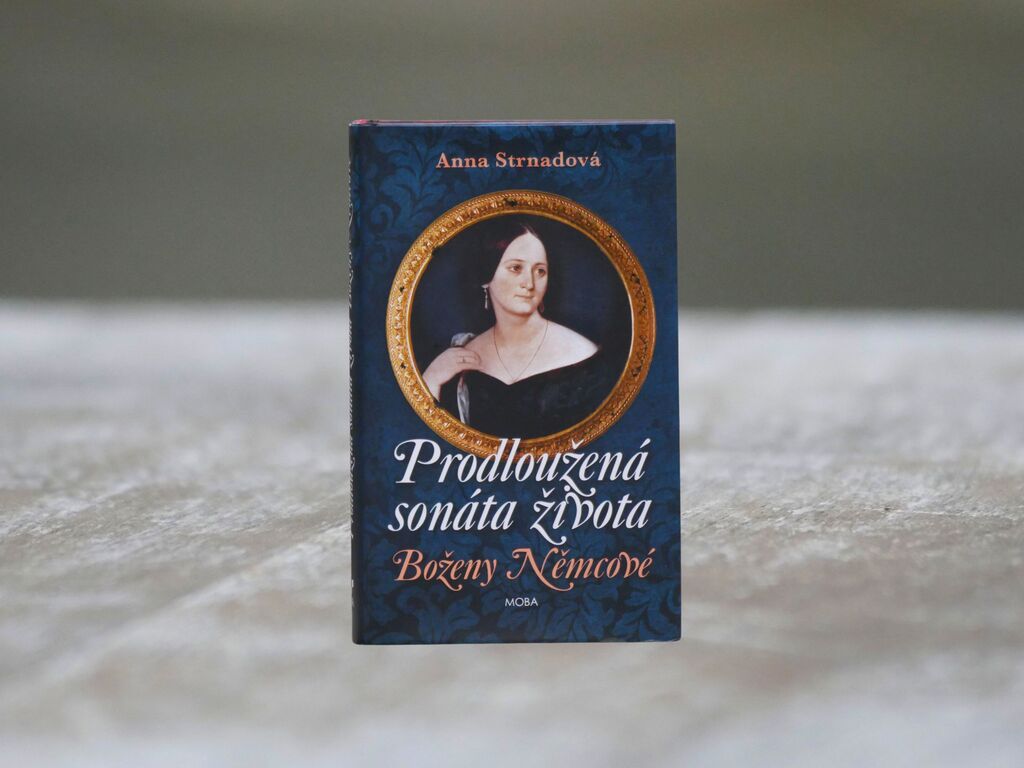 Anna Strnadová
Prodloužená
sonáta života
Boženy Němcové
MOBA